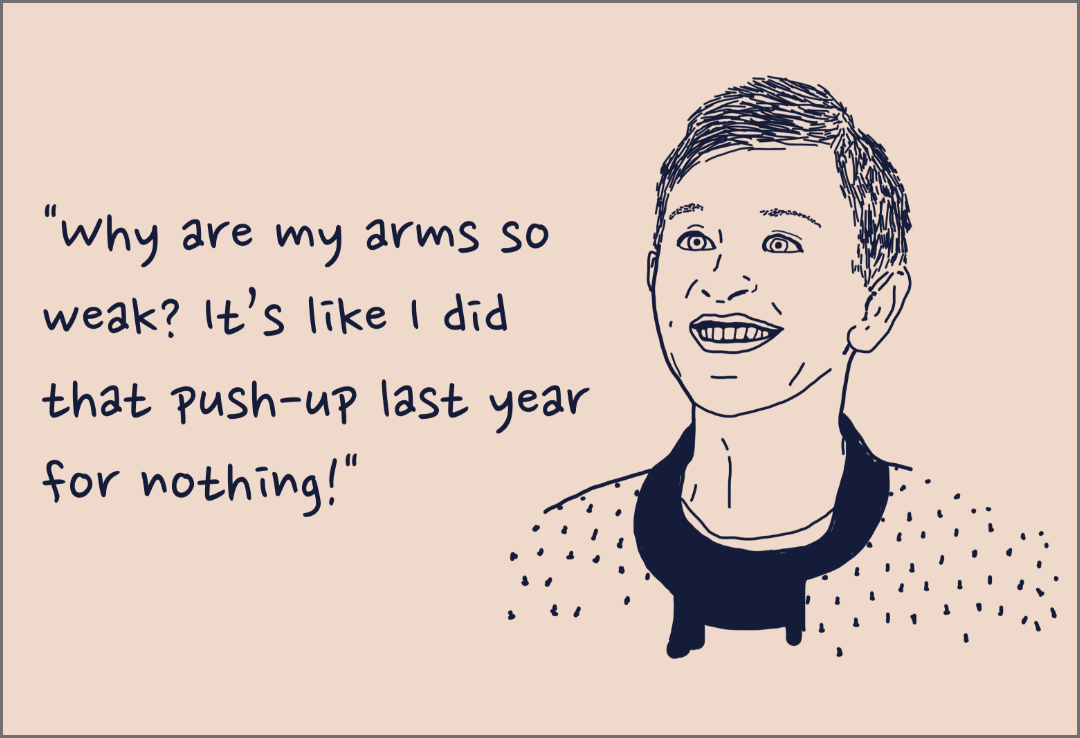 "Why are my arms so
weak? It's like I did
that push-up last year
for nothing!"